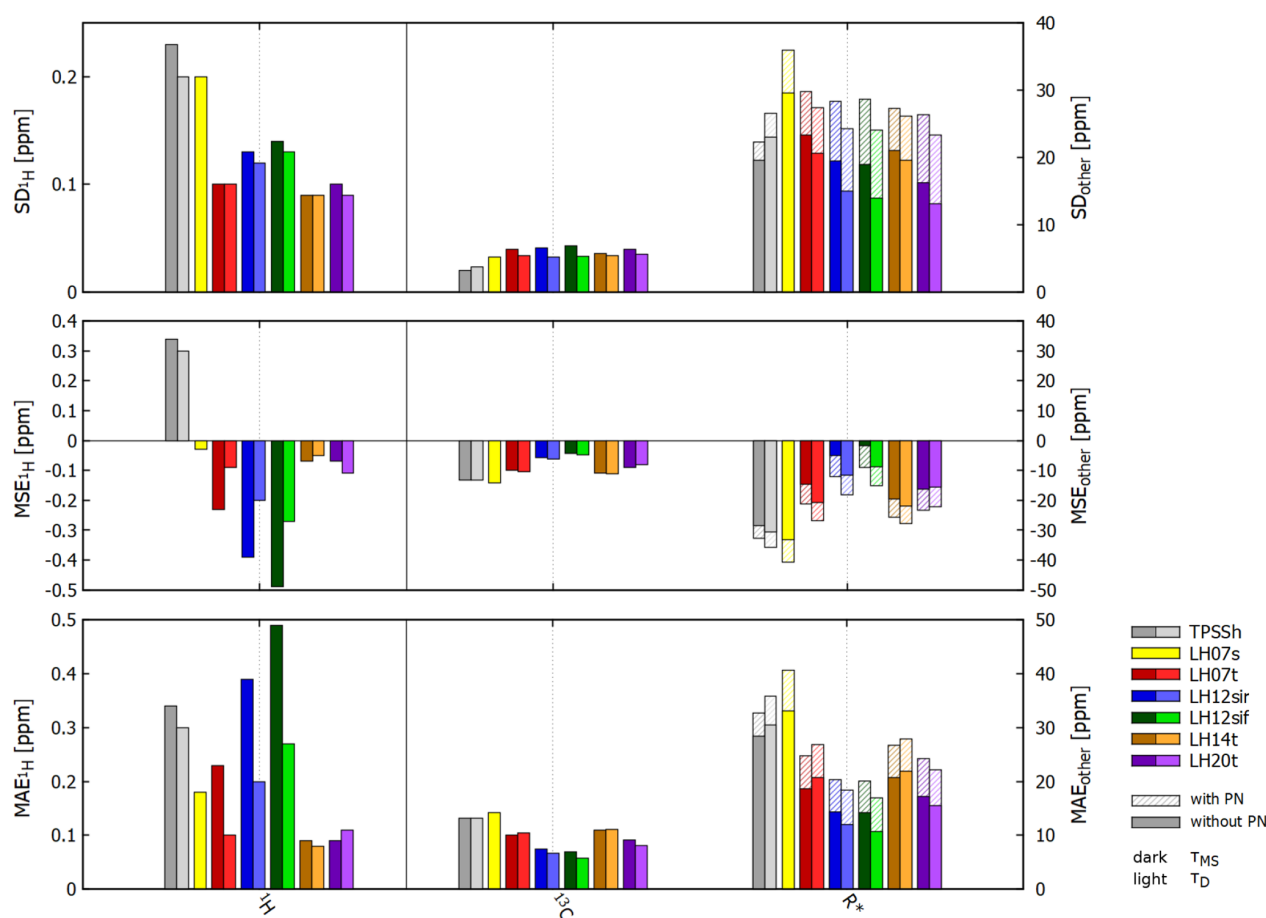 SD1H [ppm]
0.2
0.1
0
40
30
20
10
0
SDother [ppm]
MSE1H [ppm]
0.4
0.3
0.2
0.1
0
-0.1
-0.2
-0.3
-0.4
-0.5
40
30
20
10
0
-10
-20
-30
-40
-50
MSEother [ppm]
MAE1H [ppm]
0.5
0.4
0.3
0.2
0.1
0
50
40
30
20
10
0
MAEother [ppm]
1H
13C
R*
TPSSh
LH07s
LH07t
LH12sir
LH12sif
LH14t
LH20t
with PN
without PN
dark τMS
light τD